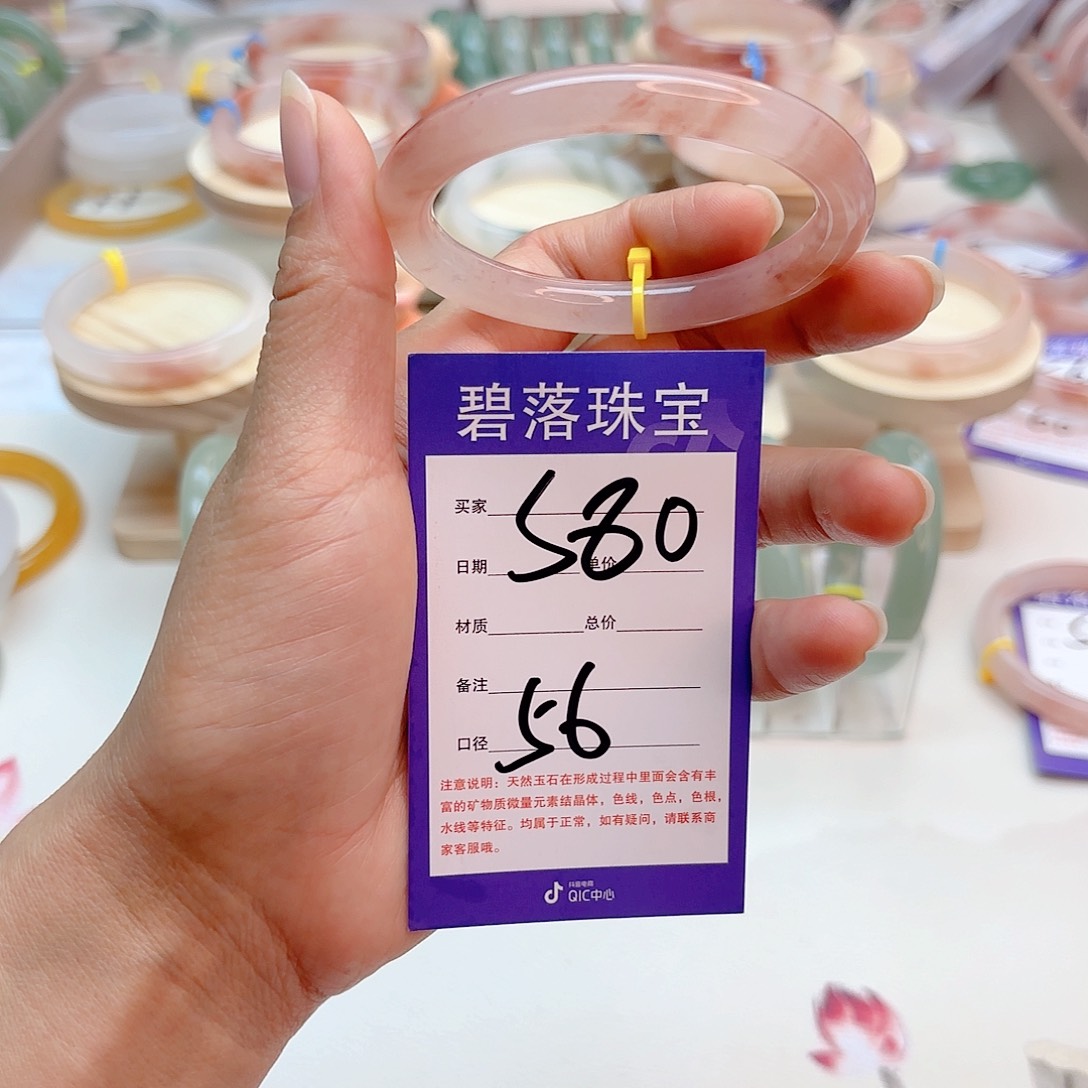 碧落珠宝
买家
580
日期 单价
材质 总价
备注
56
口径
注意说明：天然玉石在形成过程中里面会含有丰
富的矿物质微量元素结晶体，色线，色点，色根，
水线等特征。均属于正常，如有疑问，请联系商
家客服哦。
抖音电商
QIC中心